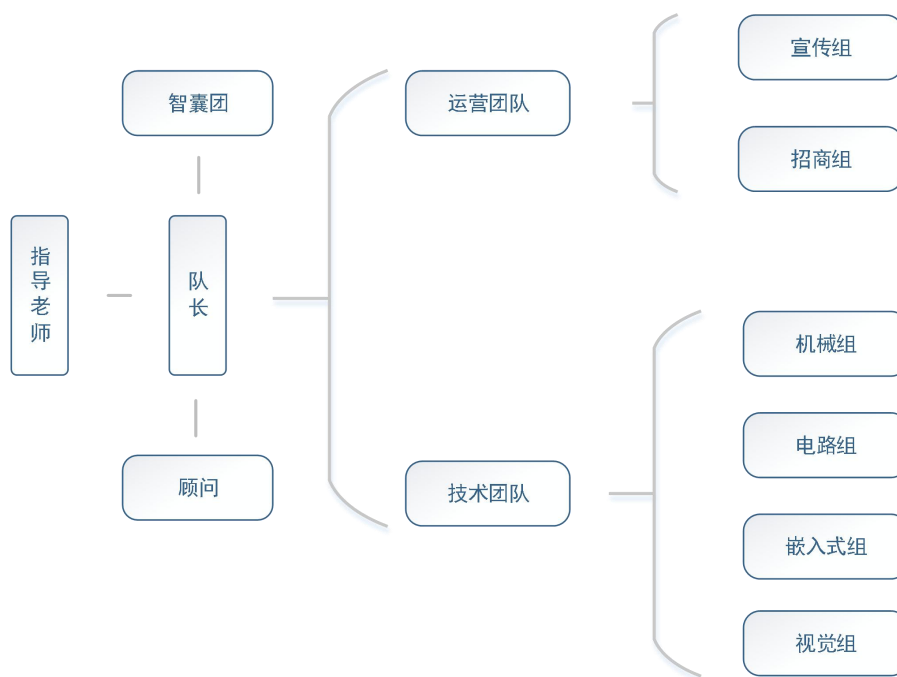 宣传组
智囊团
运营团队
招商组
指导老师
队长
机械组
电路组
顾问
技术团队
嵌入式组
视觉组